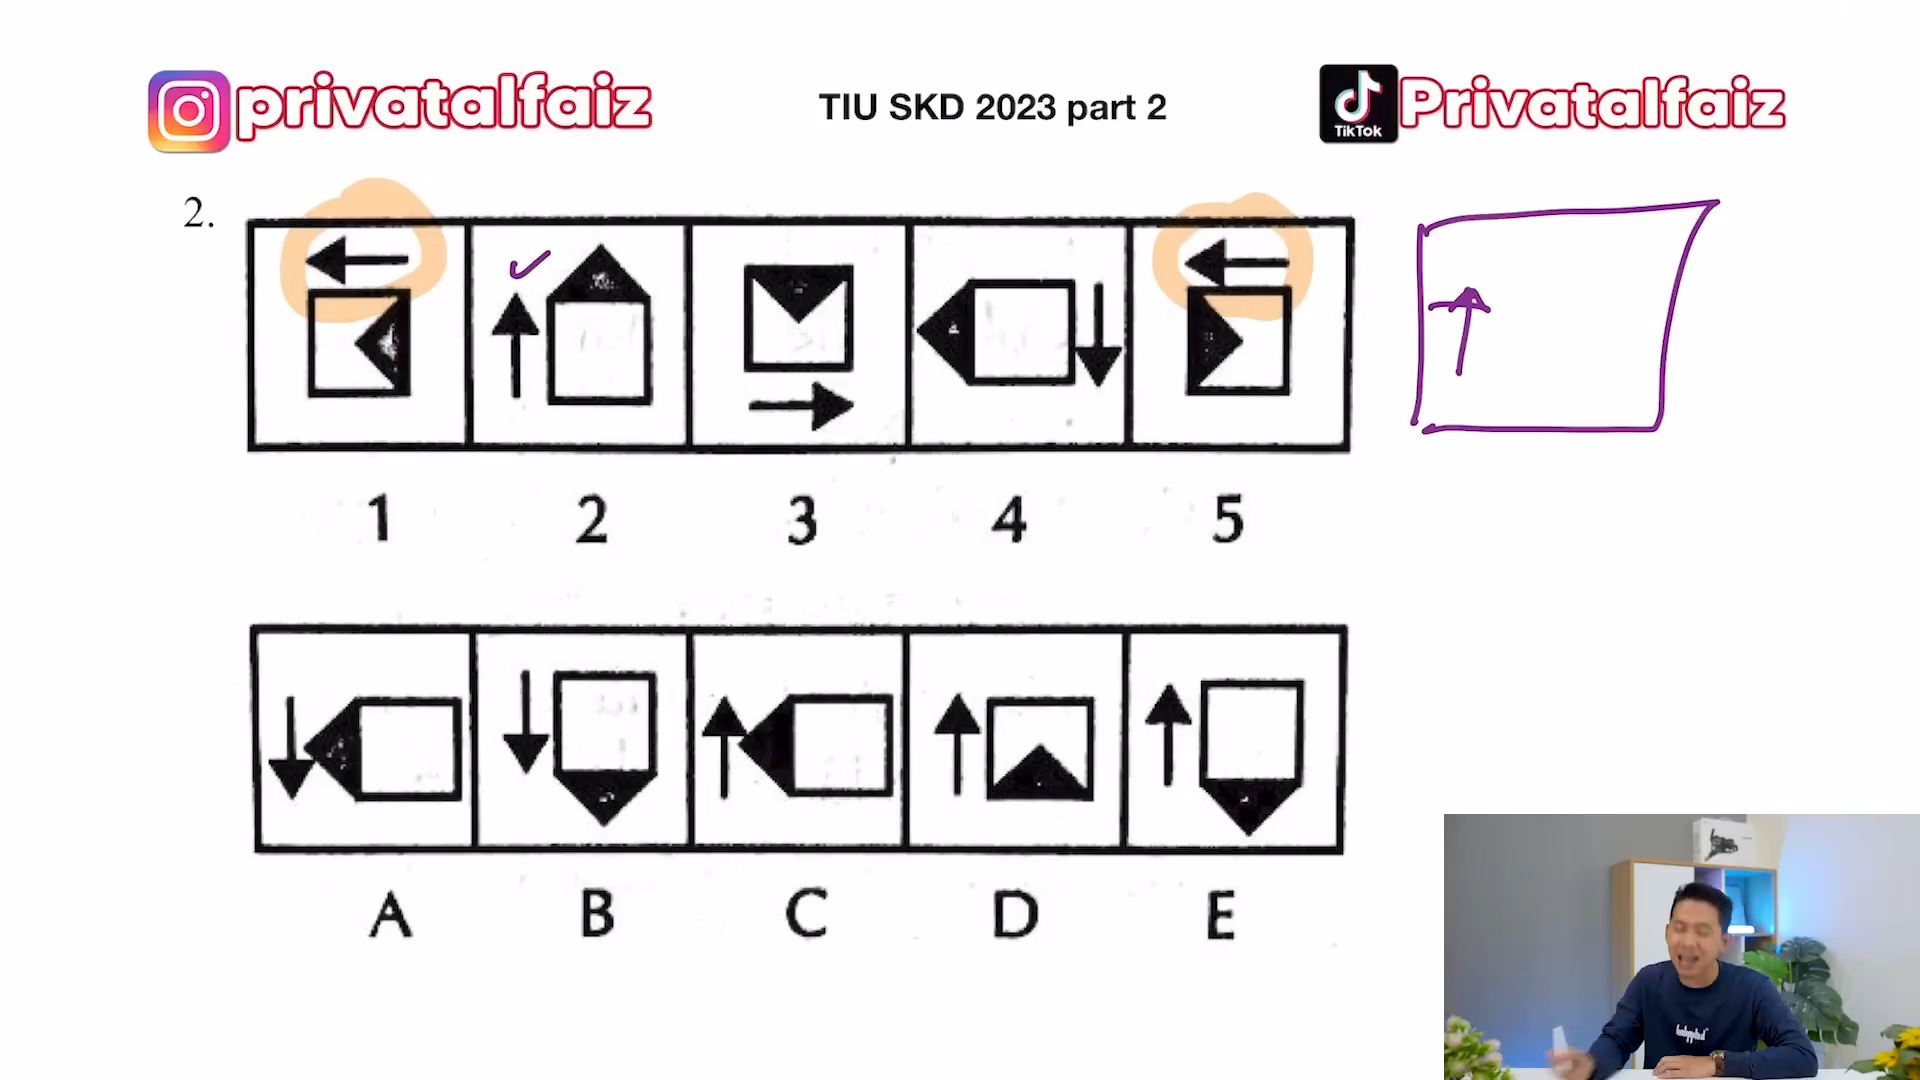 privatalfaiz
TIU SKD 2023 part 2
TikTok
Privatalfaiz
2.
1 2 3 4 5
A B C D E